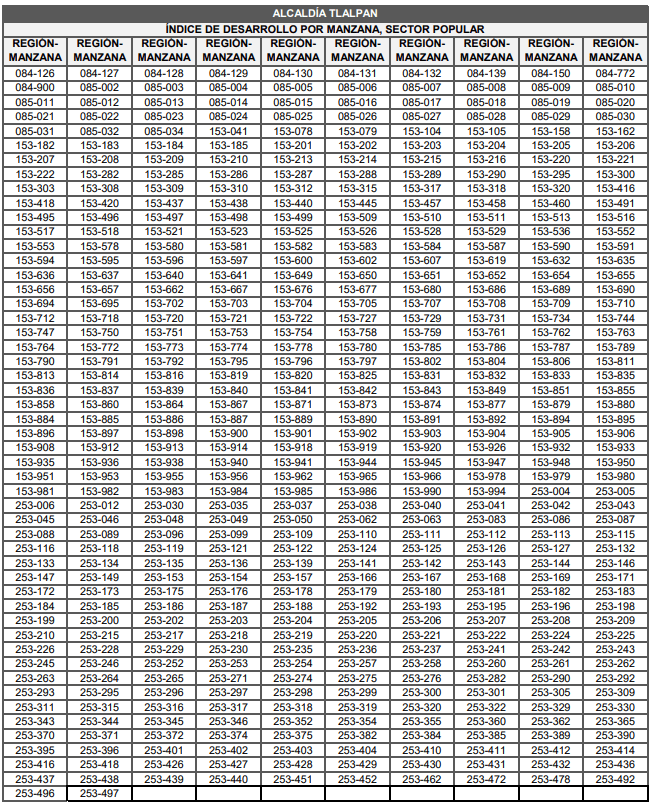 ALCALDÍA TLALPAN
ÍNDICE DE DESARROLLO POR MANZANA, SECTOR POPULAR
REGIÓN- REGIÓN- REGIÓN- REGIÓN- REGIÓN- REGIÓN- REGIÓN- REGIÓN- REGIÓN- REGIÓN-
MANZANA MANZANA MANZANA MANZANA MANZANA MANZANA MANZANA MANZANA MANZANA MANZANA
084-126 084-127 084-128 084-129 084-130 084-131 084-132 084-139 084-150 084-772
084-900 085-002 085-003 085-004 085-005 085-006 085-007 085-008 085-009 085-010
085-011 085-012 085-013 085-014 085-015 085-016 085-017 085-018 085-019 085-020
085-021 085-022 085-023 085-024 085-025 085-026 085-027 085-028 085-029 085-030
085-031 085-032 085-034 153-041 153-078 153-079 153-104 153-105 153-158 153-162
153-182 153-183 153-184 153-185 153-201 153-202 153-203 153-204 153-205 153-206
153-207 153-208 153-209 153-210 153-213 153-214 153-215 153-216 153-220 153-221
153-222 153-282 153-285 153-286 153-287 153-288 153-289 153-290 153-295 153-300
153-303 153-308 153-309 153-310 153-312 153-315 153-317 153-318 153-320 153-416
153-418 153-420 153-437 153-438 153-440 153-445 153-457 153-458 153-460 153-491
153-495 153-496 153-497 153-498 153-499 153-509 153-510 153-511 153-513 153-516
153-517 153-518 153-521 153-523 153-525 153-526 153-528 153-529 153-536 153-552
153-553 153-578 153-580 153-581 153-582 153-583 153-584 153-587 153-590 153-591
153-594 153-595 153-596 153-597 153-600 153-602 153-607 153-619 153-632 153-635
153-636 153-637 153-640 153-641 153-649 153-650 153-651 153-652 153-654 153-655
153-656 153-657 153-662 153-667 153-676 153-677 153-680 153-686 153-689 153-690
153-694 153-695 153-702 153-703 153-704 153-705 153-707 153-708 153-709 153-710
153-712 153-718 153-720 153-721 153-722 153-727 153-729 153-731 153-734 153-744
153-747 153-750 153-751 153-753 153-754 153-758 153-759 153-761 153-762 153-763
153-764 153-772 153-773 153-774 153-778 153-780 153-785 153-786 153-787 153-789
153-790 153-791 153-792 153-795 153-796 153-797 153-802 153-804 153-806 153-811
153-813 153-814 153-816 153-819 153-820 153-825 153-831 153-832 153-833 153-835
153-836 153-837 153-839 153-840 153-841 153-842 153-843 153-849 153-851 153-855
153-858 153-860 153-864 153-867 153-871 153-873 153-874 153-877 153-879 153-880
153-884 153-885 153-886 153-887 153-889 153-890 153-891 153-892 153-894 153-895
153-896 153-897 153-898 153-900 153-901 153-902 153-903 153-904 153-905 153-906
153-908 153-912 153-913 153-914 153-918 153-919 153-920 153-926 153-932 153-933
153-935 153-936 153-938 153-940 153-941 153-944 153-945 153-947 153-948 153-950
153-951 153-953 153-955 153-956 153-962 153-965 153-966 153-978 153-979 153-980
153-981 153-982 153-983 153-984 153-985 153-986 153-990 153-994 253-004 253-005
253-006 253-012 253-030 253-035 253-037 253-038 253-040 253-041 253-042 253-043
253-045 253-046 253-048 253-049 253-050 253-062 253-063 253-083 253-086 253-087
253-088 253-089 253-096 253-099 253-109 253-110 253-111 253-112 253-113 253-115
253-116 253-118 253-119 253-121 253-122 253-124 253-125 253-126 253-127 253-132
253-133 253-134 253-135 253-136 253-139 253-141 253-142 253-143 253-144 253-146
253-147 253-149 253-153 253-154 253-157 253-166 253-167 253-168 253-169 253-171
253-172 253-173 253-175 253-176 253-178 253-179 253-180 253-181 253-182 253-183
253-184 253-185 253-186 253-187 253-188 253-192 253-193 253-195 253-196 253-198
253-199 253-200 253-202 253-203 253-204 253-205 253-206 253-207 253-208 253-209
253-210 253-215 253-217 253-218 253-219 253-220 253-221 253-222 253-224 253-225
253-226 253-228 253-229 253-230 253-235 253-236 253-237 253-241 253-242 253-243
253-245 253-246 253-252 253-253 253-254 253-257 253-258 253-260 253-261 253-262
253-263 253-264 253-265 253-271 253-274 253-275 253-276 253-282 253-290 253-292
253-293 253-295 253-296 253-297 253-298 253-299 253-300 253-301 253-305 253-309
253-311 253-315 253-316 253-317 253-318 253-319 253-320 253-322 253-329 253-330
253-343 253-344 253-345 253-346 253-352 253-354 253-355 253-360 253-362 253-365
253-370 253-371 253-372 253-374 253-375 253-382 253-384 253-385 253-389 253-390
253-395 253-396 253-401 253-402 253-403 253-404 253-410 253-411 253-412 253-414
253-416 253-418 253-426 253-427 253-428 253-429 253-430 253-431 253-432 253-436
253-437 253-438 253-439 253-440 253-451 253-452 253-462 253-472 253-478 253-492
253-496 253-497